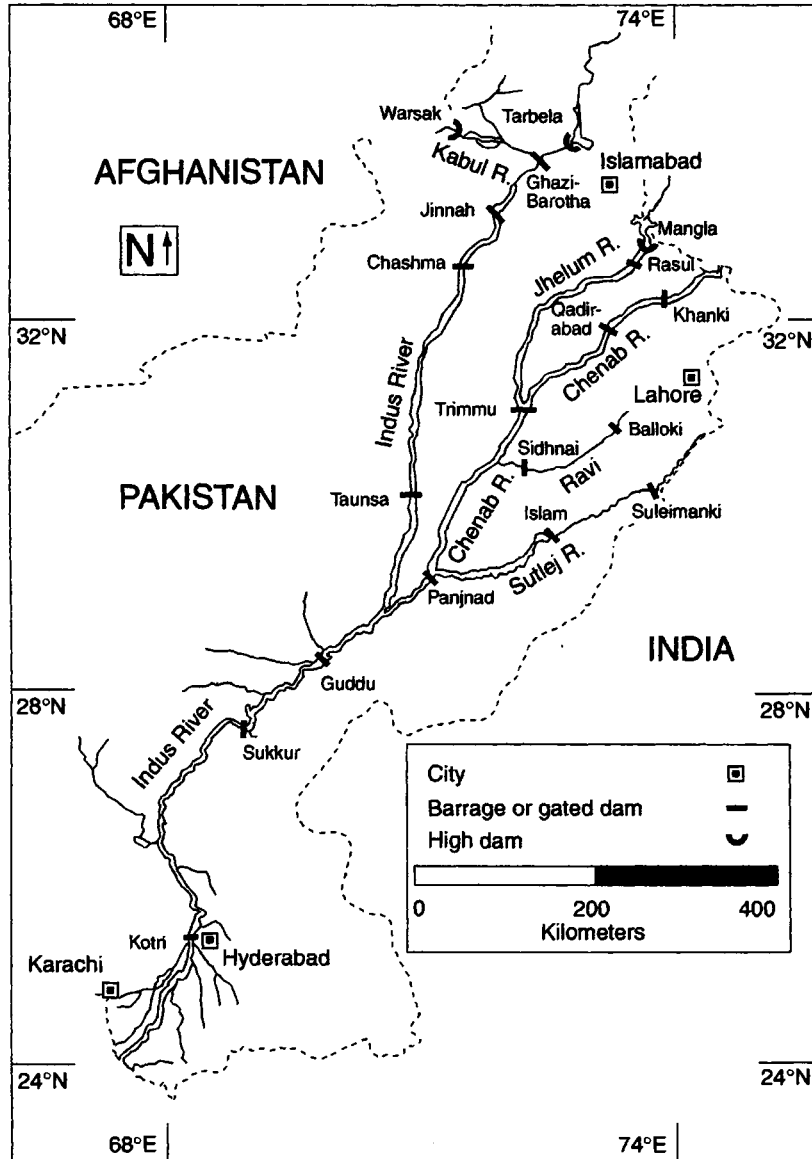 68°E
74°E
Warsak
Tarbela
Kabul R.
Islamabad
AFGHANISTAN
Ghazi-
Barotha
Jinnah
N
Mangla
Chashma
Jhelum R.
Rasul
Qadir-
abad
Khanki
32°N
32°N
Chenab R.
Lahore
Indus River
Trimmu
Sidhnai
Balloki
Ravi
PAKISTAN
Taunsa
Chenab R.
Islam
Suleimanki
Sutlej R.
Panjnad
INDIA
Guddu
28°N
28°N
Indus River
Sukkur
City
Barrage or gated dam
High dam
0
200
400
Kilometers
Kotri
Hyderabad
Karachi
24°N
24°N
68°E
74°E